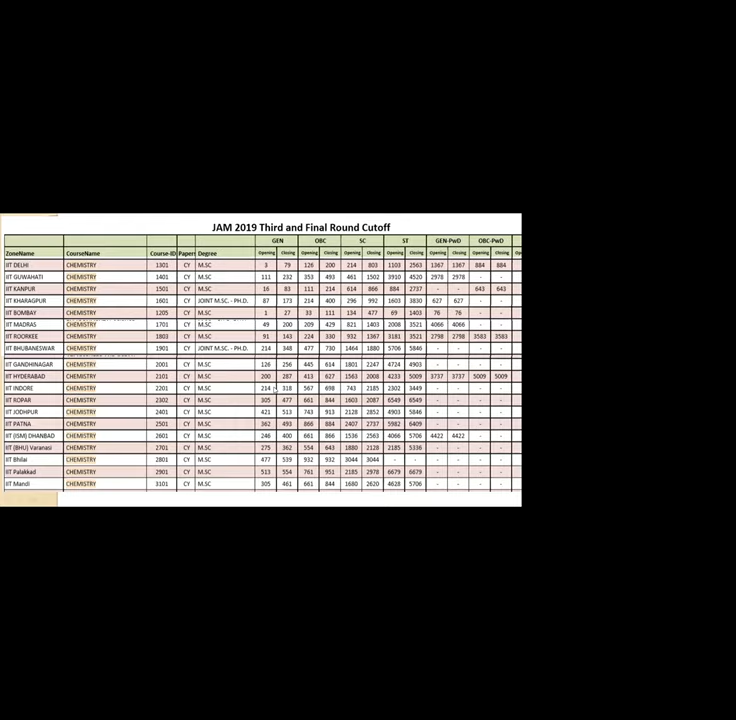 JAM 2019 Third and Final Round Cutoff
GEN OBC SC ST GEN-PwD OBC-PwD
ZoneName CourseName Course-ID Papers Degree Opening Closing Opening Closing Opening Closing Opening Closing Opening Closing Opening Closing Op
IIT DELHI CHEMISTRY 1301 CY M.SC 3 79 126 200 214 803 1103 2563 1367 1367 884 884
IIT GUWAHATI CHEMISTRY 1401 CY M.SC 111 232 353 493 461 1502 3910 4520 2978 2978 - -
IIT KANPUR CHEMISTRY 1501 CY M.SC 16 83 111 214 614 866 884 2737 - - 643 643
IIT KHARAGPUR CHEMISTRY 1601 CY JOINT M.SC. - PH.D. 87 173 214 400 296 992 1603 3830 627 627 - -
IIT BOMBAY CHEMISTRY 1205 CY M.SC 1 27 33 111 134 477 69 1403 76 76 - -
IIT MADRAS CHEMISTRY 1701 CY M.SC 49 200 209 429 821 1403 2008 3521 4066 4066 - -
IIT ROORKEE CHEMISTRY 1803 CY M.SC 91 143 224 330 932 1367 3181 3521 2798 2798 3583 3583
IIT BHUBANESWAR CHEMISTRY 1901 CY JOINT M.SC. - PH.D. 214 348 477 730 1464 1880 5706 5846 - - - -
IIT GANDHINAGAR CHEMISTRY 2001 CY M.SC 126 256 445 614 1801 2247 4724 4903 - - - -
IIT HYDERABAD CHEMISTRY 2101 CY M.SC 200 287 413 627 1563 2008 4233 5009 3737 3737 5009 5009
IIT INDORE CHEMISTRY 2201 CY M.SC 214 318 567 698 743 2185 2302 3449 - - - -
IIT ROPAR CHEMISTRY 2302 CY M.SC 305 477 661 844 1603 2087 6549 6549 - - - -
IIT JODHPUR CHEMISTRY 2401 CY M.SC 421 513 743 913 2128 2852 4903 5846 - - - -
IIT PATNA CHEMISTRY 2501 CY M.SC 362 493 866 884 2407 2737 5982 6409 - - - -
IIT (ISM) DHANBAD CHEMISTRY 2601 CY M.SC 246 400 661 866 1536 2563 4066 5706 4422 4422 - -
IIT (BHU) Varanasi CHEMISTRY 2701 CY M.SC 275 362 554 643 1880 2128 2185 5336 - - - -
IIT Bhilai CHEMISTRY 2801 CY M.SC 477 539 932 932 3044 3044 - - - - - -
IIT Palakkad CHEMISTRY 2901 CY M.SC 513 554 761 951 2185 2978 6679 6679 - - - -
IIT Mandi CHEMISTRY 3101 CY M.SC 305 461 661 844 1680 2620 4628 5706 - - - -